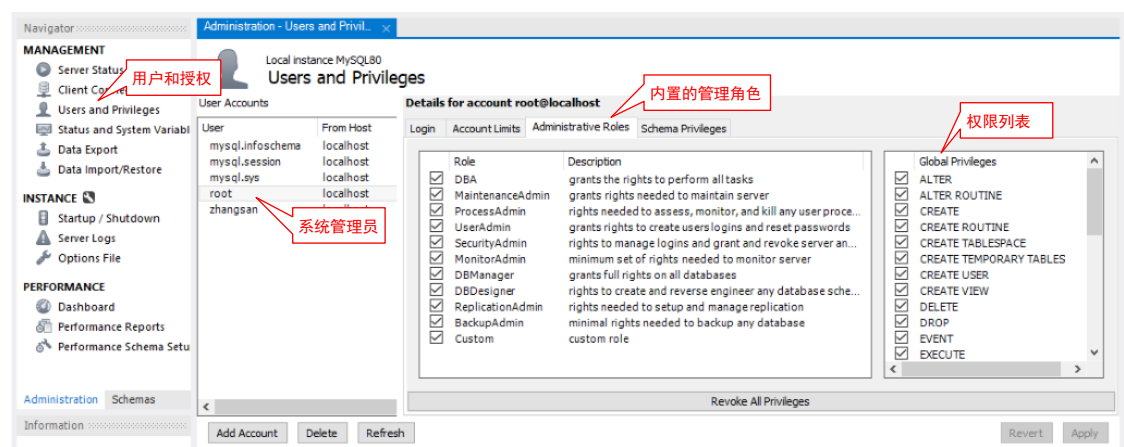 Navigator
MANAGEMENT
Server Status
Client Con
Users and Privileges
Status and System Variabl
Data Export
Data Import/Restore
INSTANCE
Startup / Shutdown
Server Logs
Options File
PERFORMANCE
Dashboard
Performance Reports
Performance Schema Setu
Administration Schemas
Information
用户和授权
Administration - Users and Privil...
Local instance MySQL80
Users and Privileges
User Accounts
User From Host
mysql.infoschema localhost
mysql.session localhost
mysql.sys localhost
root localhost
zhangsan
系统管理员
Details for account root@localhost
内置的管理角色
Login Account Limits Administrative Roles Schema Privileges
Role Description
DBA grants the rights to perform all tasks
MaintenanceAdmin grants rights needed to maintain server
ProcessAdmin rights needed to assess, monitor, and kill any user proce...
UserAdmin grants rights to create users logins and reset passwords
SecurityAdmin rights to manage logins and grant and revoke server an...
MonitorAdmin minimum set of rights needed to monitor server
DBManager grants full rights on all databases
DBDesigner rights to create and reverse engineer any database sche...
ReplicationAdmin rights needed to setup and manage replication
BackupAdmin minimal rights needed to backup any database
Custom custom role
权限列表
Global Privileges
ALTER
ALTER ROUTINE
CREATE
CREATE ROUTINE
CREATE TABLESPACE
CREATE TEMPORARY TABLES
CREATE USER
CREATE VIEW
DELETE
DROP
EVENT
EXECUTE
Revoke All Privileges
Add Account Delete Refresh Revert Apply